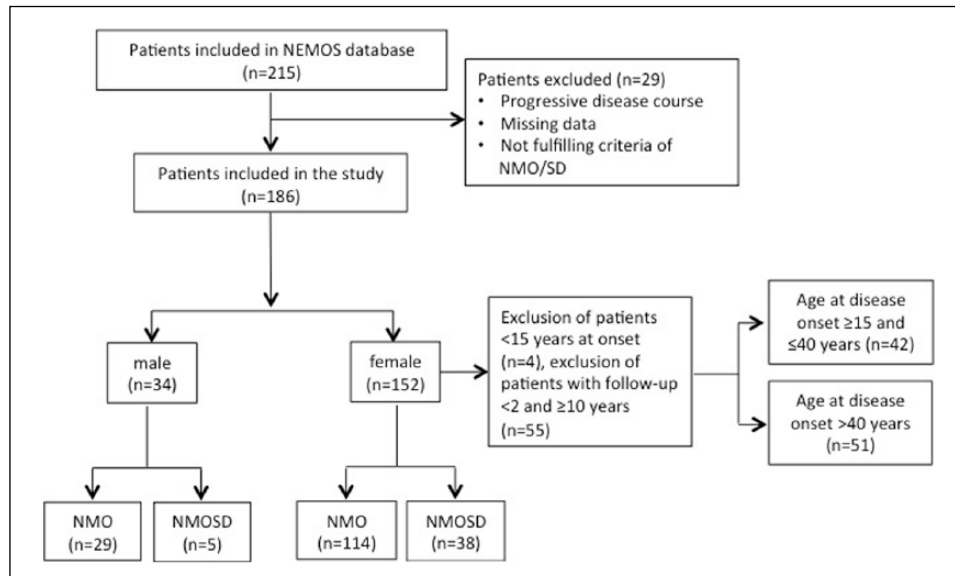 Patients included in NEMOS database
(n=215)
Patients excluded (n=29)
• Progressive disease course
• Missing data
• Not fulfilling criteria of
NMO/SD
Patients included in the study
(n=186)
male
(n=34)
female
(n=152)
Exclusion of patients
<15 years at onset
(n=4), exclusion of
patients with follow-up
<2 and ≥10 years
(n=55)
Age at disease
onset ≥15 and
≤40 years (n=42)
Age at disease
onset >40 years
(n=51)
NMO
(n=29)
NMOSD
(n=5)
NMO
(n=114)
NMOSD
(n=38)